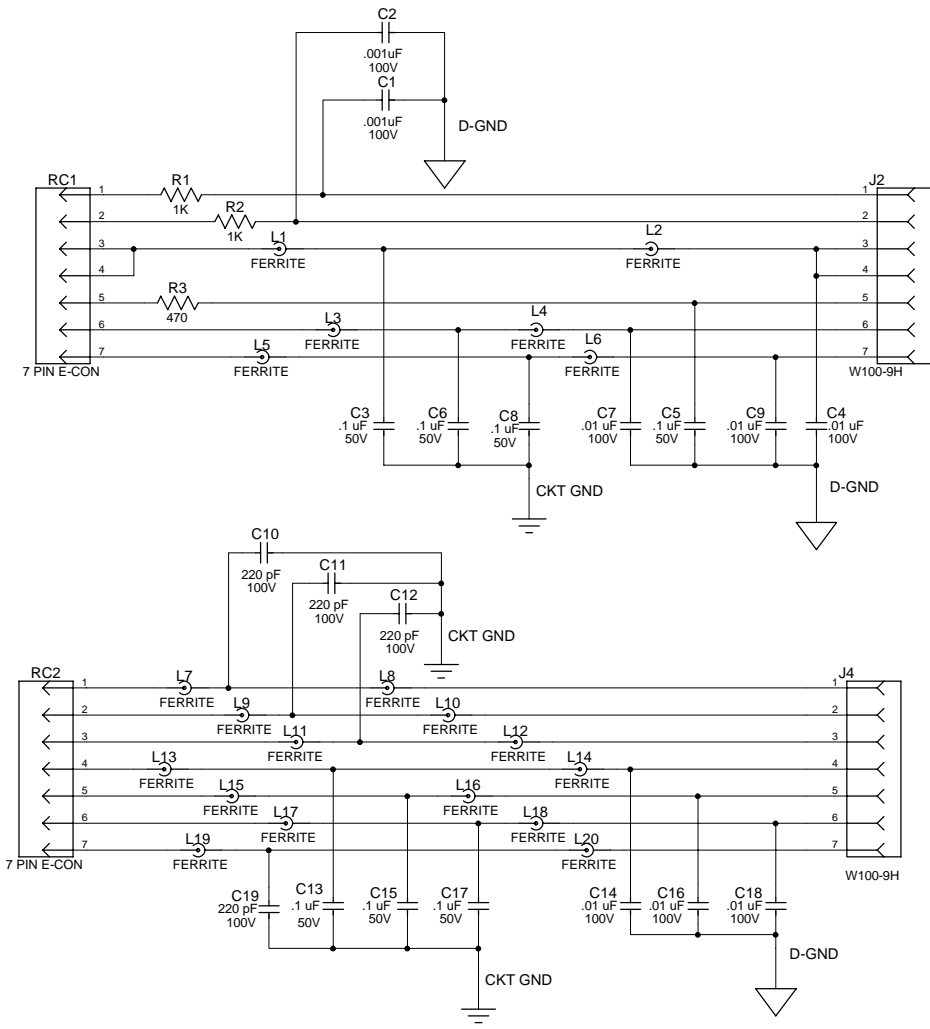 C2
.001uF
100V
C1
.001uF
100V
D-GND
RC1
J2
1
R1
1K
1
2
R2
1K
2
3
L1
FERRITE
L2
FERRITE
3
4
4
5
R3
470
5
6
L3
FERRITE
L4
FERRITE
6
7
L5
FERRITE
L6
FERRITE
7
7 PIN E-CON
W100-9H
C3
.1 uF
50V
C6
.1 uF
50V
C8
.1 uF
50V
C7
.01 uF
100V
C5
.1 uF
50V
C9
.01 uF
100V
C4
.01 uF
100V
CKT GND
D-GND
C10
220 pF
100V
C11
220 pF
100V
C12
220 pF
100V
CKT GND
RC2
J4
1
L7
FERRITE
L8
FERRITE
1
2
L9
FERRITE
L10
FERRITE
2
3
L11
FERRITE
L12
FERRITE
3
4
L13
FERRITE
L14
FERRITE
4
5
L15
FERRITE
L16
FERRITE
5
6
L17
FERRITE
L18
FERRITE
6
7
L19
FERRITE
L20
FERRITE
7
7 PIN E-CON
W100-9H
C19
220 pF
100V
C13
.1 uF
50V
C15
.1 uF
50V
C17
.1 uF
50V
C14
.01 uF
100V
C16
.01 uF
100V
C18
.01 uF
100V
CKT GND
D-GND